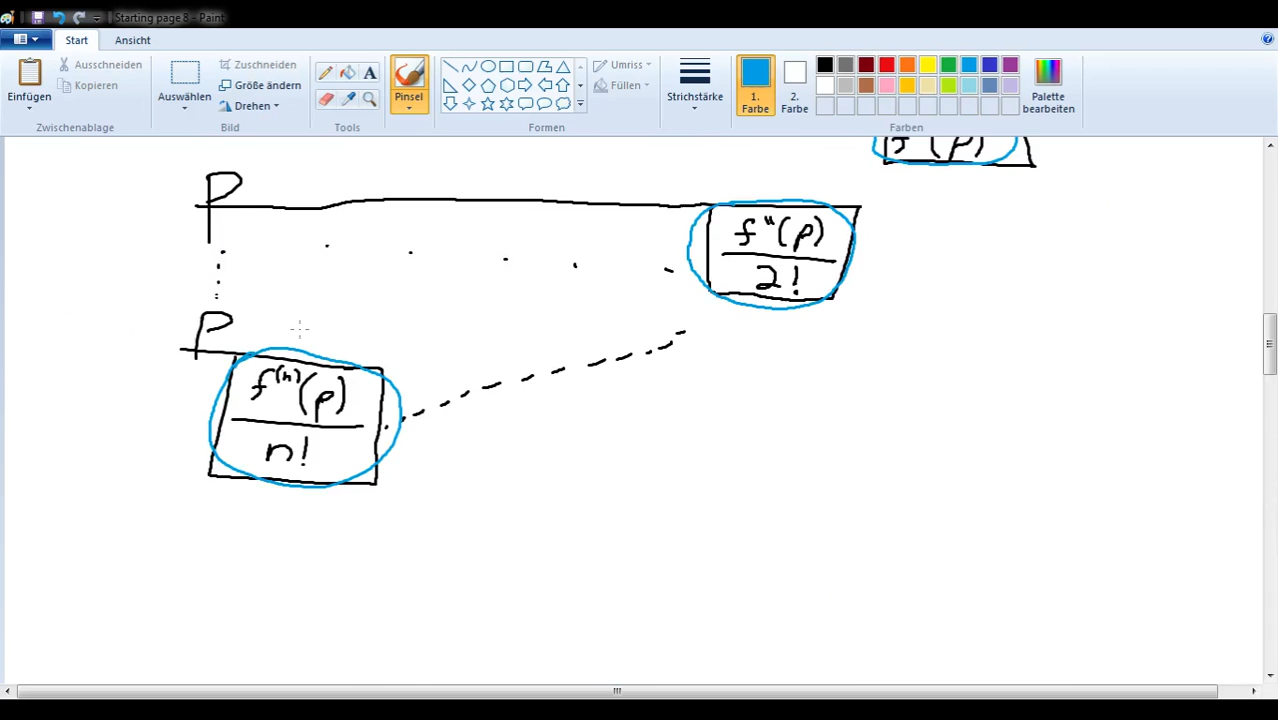 Starting page 8 - Paint
Start
Ansicht
Einfügen
Ausschneiden
Kopieren
Zwischenablage
Auswählen
Zuschneiden
Größe ändern
Drehen
Bild
A
Tools
Pinsel
Umriss
Füllen
Formen
Strichstärke
1.
Farbe
2.
Farbe
Palette
bearbeiten
Farben
f'(p)
P
f''(p)
2!
P
f^(n)(p)
n!